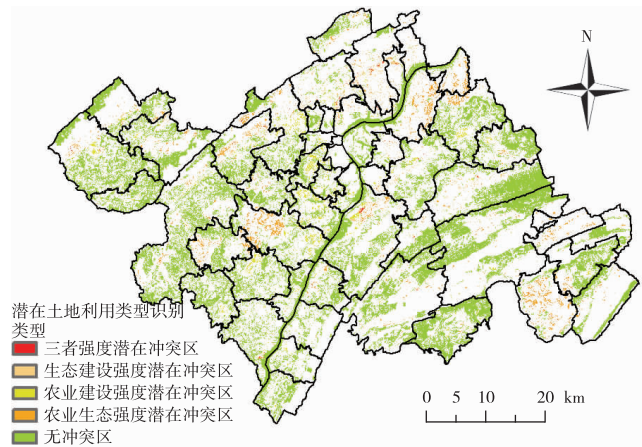 N
潜在土地利用类型识别
类型
三者强度潜在冲突区
生态建设强度潜在冲突区
农业建设强度潜在冲突区
农业生态强度潜在冲突区
无冲突区
0 5 10 20 km